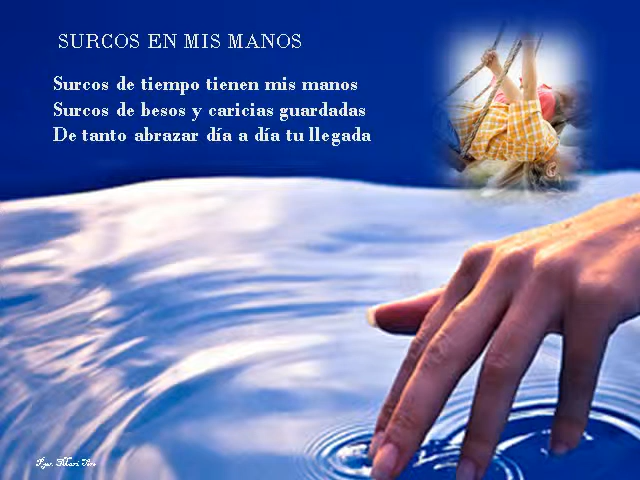 SURCOS EN MIS MANOS
Surcos de tiempo tienen mis manos
Surcos de besos y caricias guardadas
De tanto abrazar día a día tu llegada